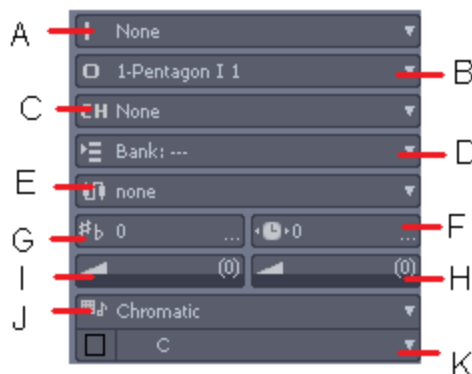 A None
1-Pentagon I 1 B
C CH None
Bank: --- D
E none
G 0 ... 0 ... F
I (0) (0) H
J Chromatic
C K